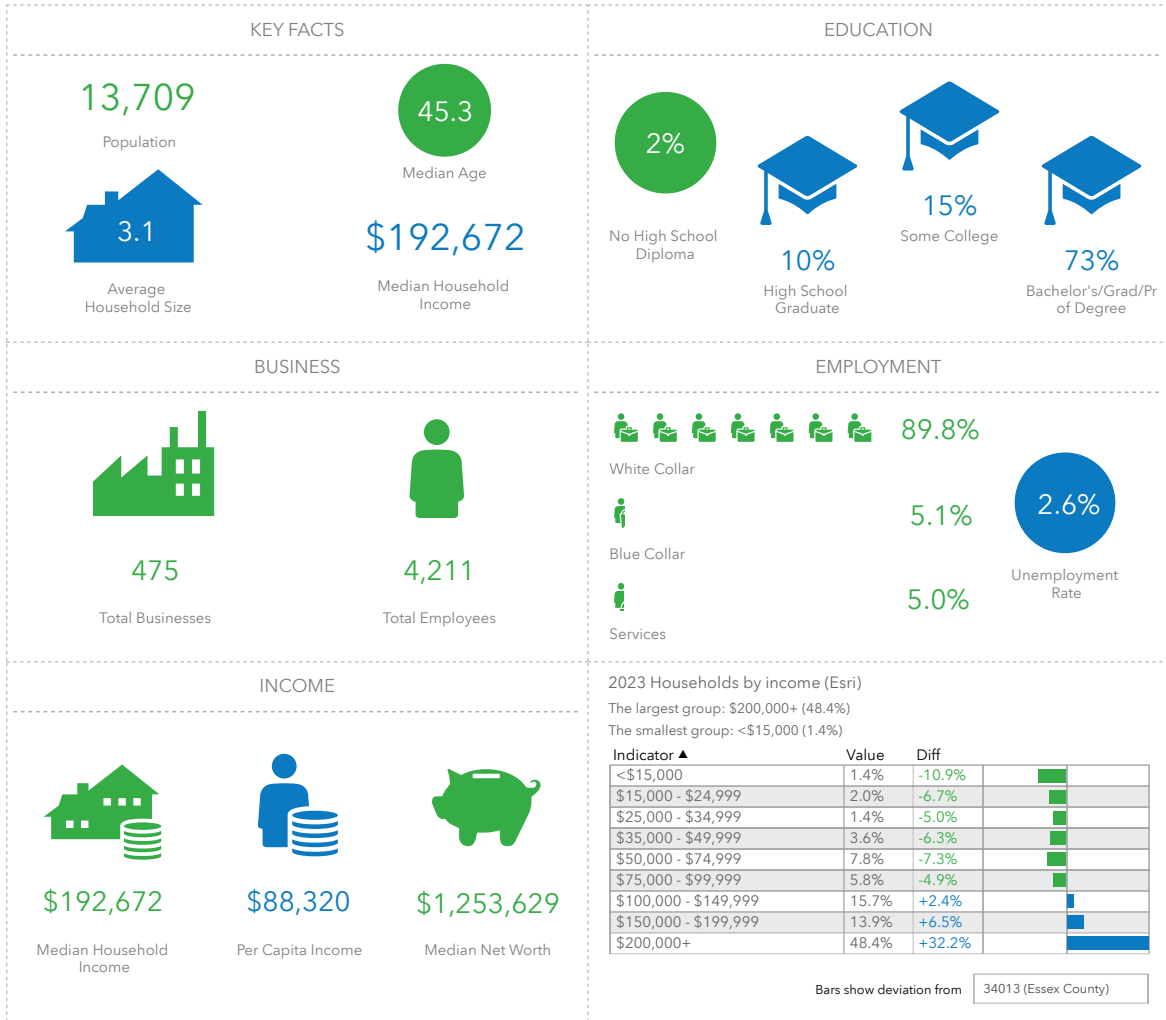 KEY FACTS
13,709
Population
45.3
Median Age
3.1
Average
Household Size
$192,672
Median Household
Income
EDUCATION
2%
No High School
Diploma
10%
High School
Graduate
15%
Some College
73%
Bachelor's/Grad/Pr
of Degree
BUSINESS
475
Total Businesses
4,211
Total Employees
EMPLOYMENT
89.8%
White Collar
5.1%
Blue Collar
5.0%
Services
2.6%
Unemployment
Rate
INCOME
$192,672
Median Household
Income
$88,320
Per Capita Income
$1,253,629
Median Net Worth
2023 Households by income (Esri)
The largest group: $200,000+ (48.4%)
The smallest group: <$15,000 (1.4%)
Indicator ▲ Value Diff
<$15,000 1.4% -10.9%
$15,000 - $24,999 2.0% -6.7%
$25,000 - $34,999 1.4% -5.0%
$35,000 - $49,999 3.6% -6.3%
$50,000 - $74,999 7.8% -7.3%
$75,000 - $99,999 5.8% -4.9%
$100,000 - $149,999 15.7% +2.4%
$150,000 - $199,999 13.9% +6.5%
$200,000+ 48.4% +32.2%
Bars show deviation from 34013 (Essex County)